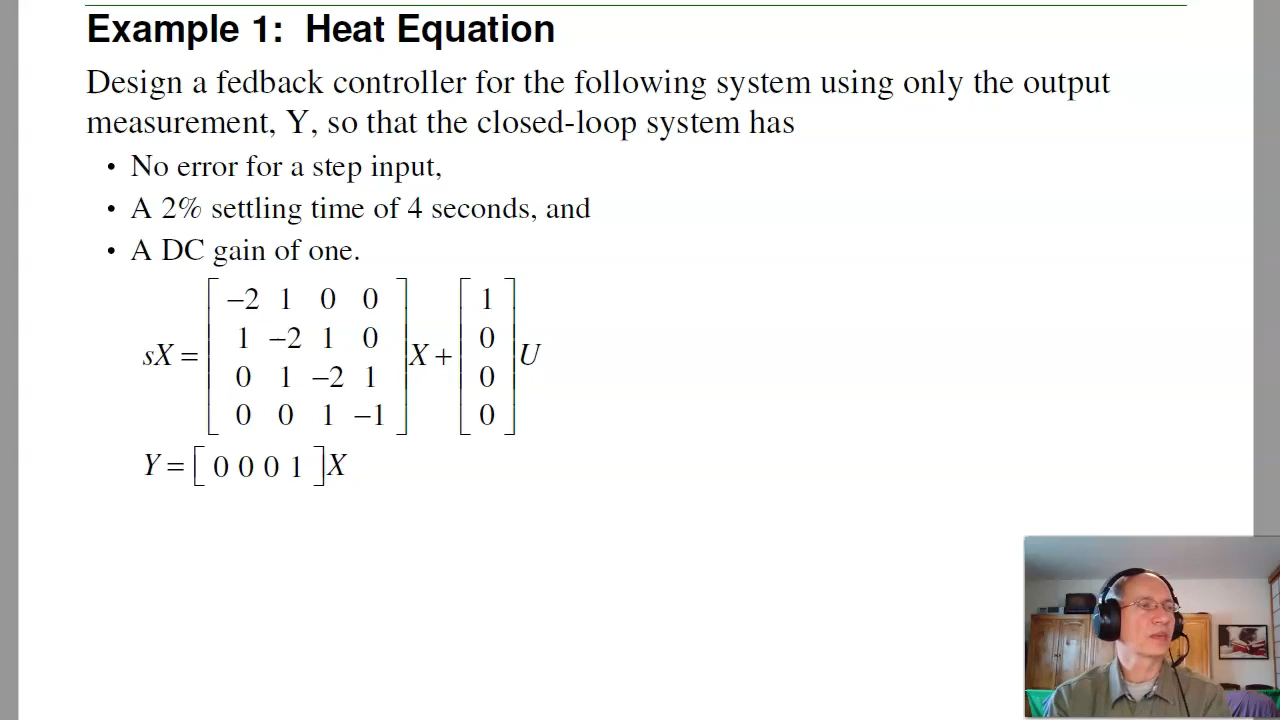 Example 1: Heat Equation
Design a fedback controller for the following system using only the output
measurement, Y, so that the closed-loop system has
• No error for a step input,
• A 2% settling time of 4 seconds, and
• A DC gain of one.
sX = [ −2 1 0 0 ; 1 −2 1 0 ; 0 1 −2 1 ; 0 0 1 −1 ] X + [ 1 ; 0 ; 0 ; 0 ] U
Y = [ 0 0 0 1 ] X